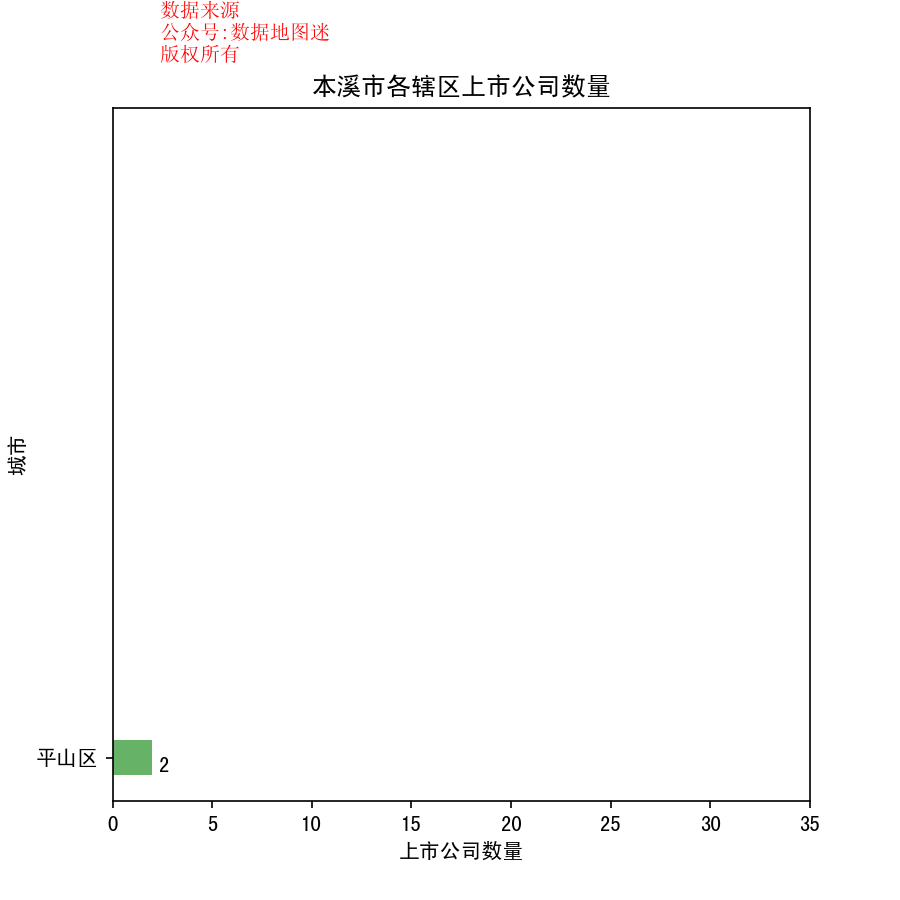 数据来源
公众号:数据地图迷
版权所有
本溪市各辖区上市公司数量
城市
平山区
2
0 5 10 15 20 25 30 35
上市公司数量